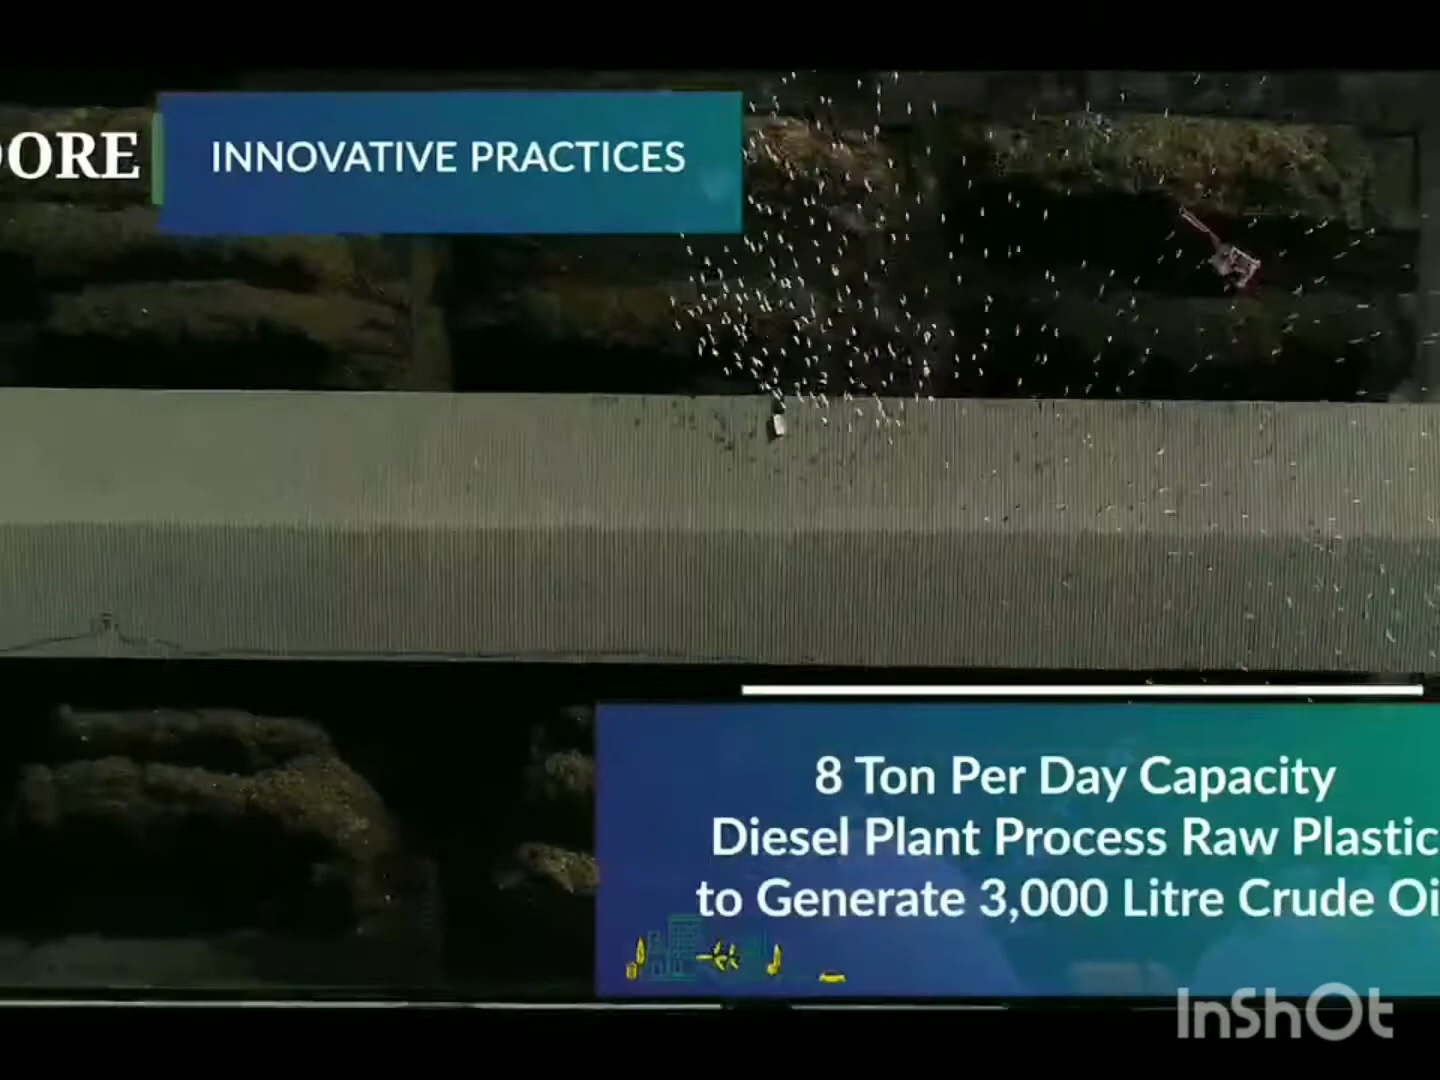 OORE
INNOVATIVE PRACTICES
8 Ton Per Day Capacity
Diesel Plant Process Raw Plastic
to Generate 3,000 Litre Crude Oi
InShOt